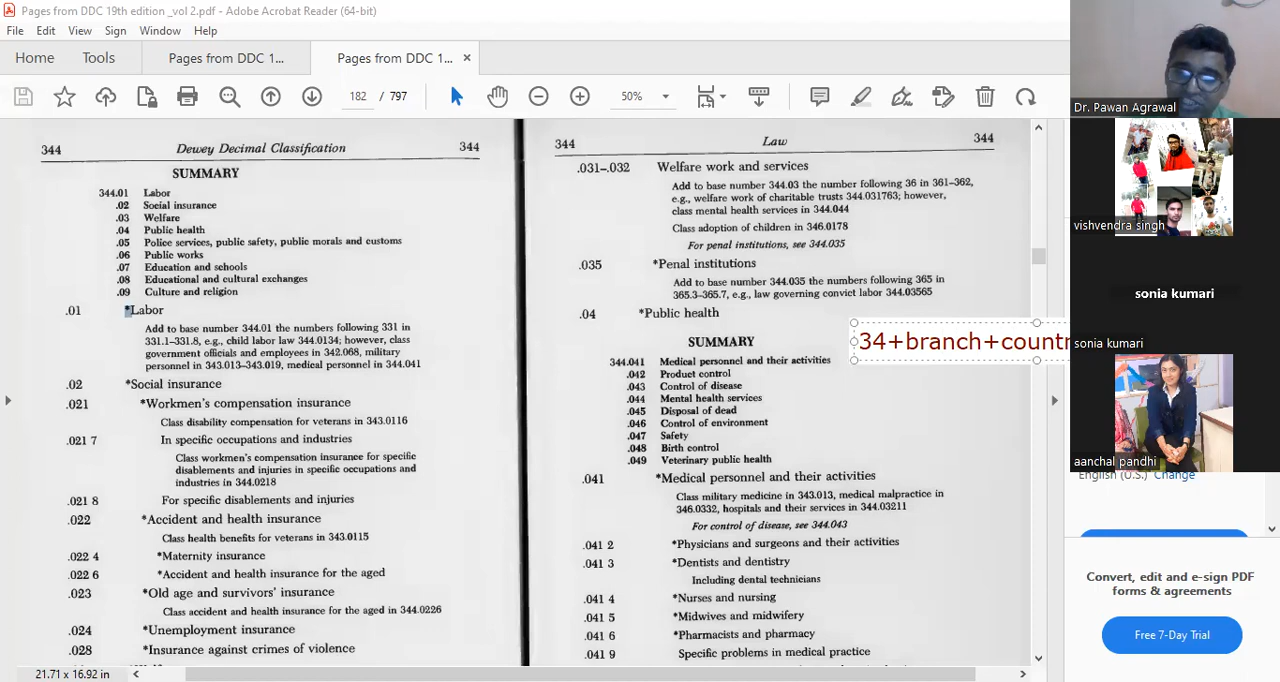 Pages from DDC 19th edition _vol 2.pdf - Adobe Acrobat Reader (64-bit)
File Edit View Sign Window Help
Home Tools Pages from DDC 1... Pages from DDC 1... ×
182 / 797 50%
344 Dewey Decimal Classification 344
SUMMARY
344.01 Labor
.02 Social insurance
.03 Welfare
.04 Public health
.05 Police services, public safety, public morals and customs
.06 Public works
.07 Education and schools
.08 Educational and cultural exchanges
.09 Culture and religion
.01 *Labor
Add to base number 344.01 the numbers following 331 in
331.1–331.8, e.g., child labor law 344.0134; however, class
government officials and employees in 342.068, military
personnel in 343.013–343.019, medical personnel in 344.041
.02 *Social insurance
.021 *Workmen's compensation insurance
Class disability compensation for veterans in 343.0116
.021 7 In specific occupations and industries
Class workmen's compensation insurance for specific
disablements and injuries in specific occupations and
industries in 344.0218
.021 8 For specific disablements and injuries
.022 *Accident and health insurance
Class health benefits for veterans in 343.0115
.022 4 *Maternity insurance
.022 6 *Accident and health insurance for the aged
.023 *Old age and survivors' insurance
Class accident and health insurance for the aged in 344.0226
.024 *Unemployment insurance
.028 *Insurance against crimes of violence
344 Law 344
.031–.032 Welfare work and services
Add to base number 344.03 the number following 36 in 361–362,
e.g., welfare work of charitable trusts 344.031763; however,
class mental health services in 344.044
Class adoption of children in 346.0178
For penal institutions, see 344.035
.035 *Penal institutions
Add to base number 344.035 the numbers following 365 in
365.3–365.7, e.g., law governing convict labor 344.03565
.04 *Public health
34+branch+countr
SUMMARY
344.041 Medical personnel and their activities
.042 Product control
.043 Control of disease
.044 Mental health services
.045 Disposal of dead
.046 Control of environment
.047 Safety
.048 Birth control
.049 Veterinary public health
.041 *Medical personnel and their activities
Class military medicine in 343.013, medical malpractice in
346.0332, hospitals and their services in 344.03211
For control of disease, see 344.043
.041 2 *Physicians and surgeons and their activities
.041 3 *Dentists and dentistry
Including dental technicians
.041 4 *Nurses and nursing
.041 5 *Midwives and midwifery
.041 6 *Pharmacists and pharmacy
.041 9 Specific problems in medical practice
21.71 x 16.92 in
Dr. Pawan Agrawal
vishvendra singh
sonia kumari
sonia kumari
aanchal pandhi
English (U.S.) Change
Convert, edit and e-sign PDF
forms & agreements
Free 7-Day Trial